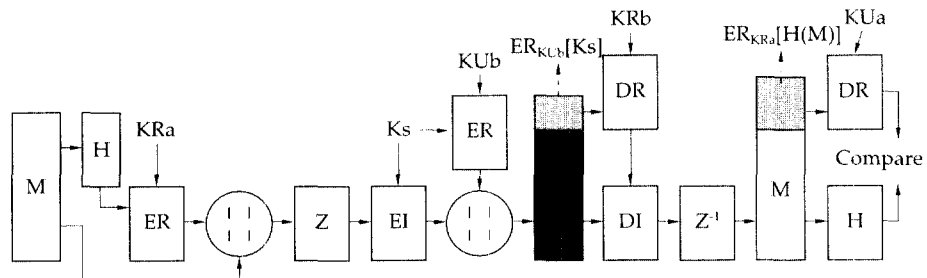 KRb
KUa
ER_KUb[Ks]
ER_KRa[H(M)]
KUb
DR
DR
KRa
Ks
ER
H
Compare
M
ER
| | | |
Z
EI
| | | |
DI
Z⁻¹
M
H